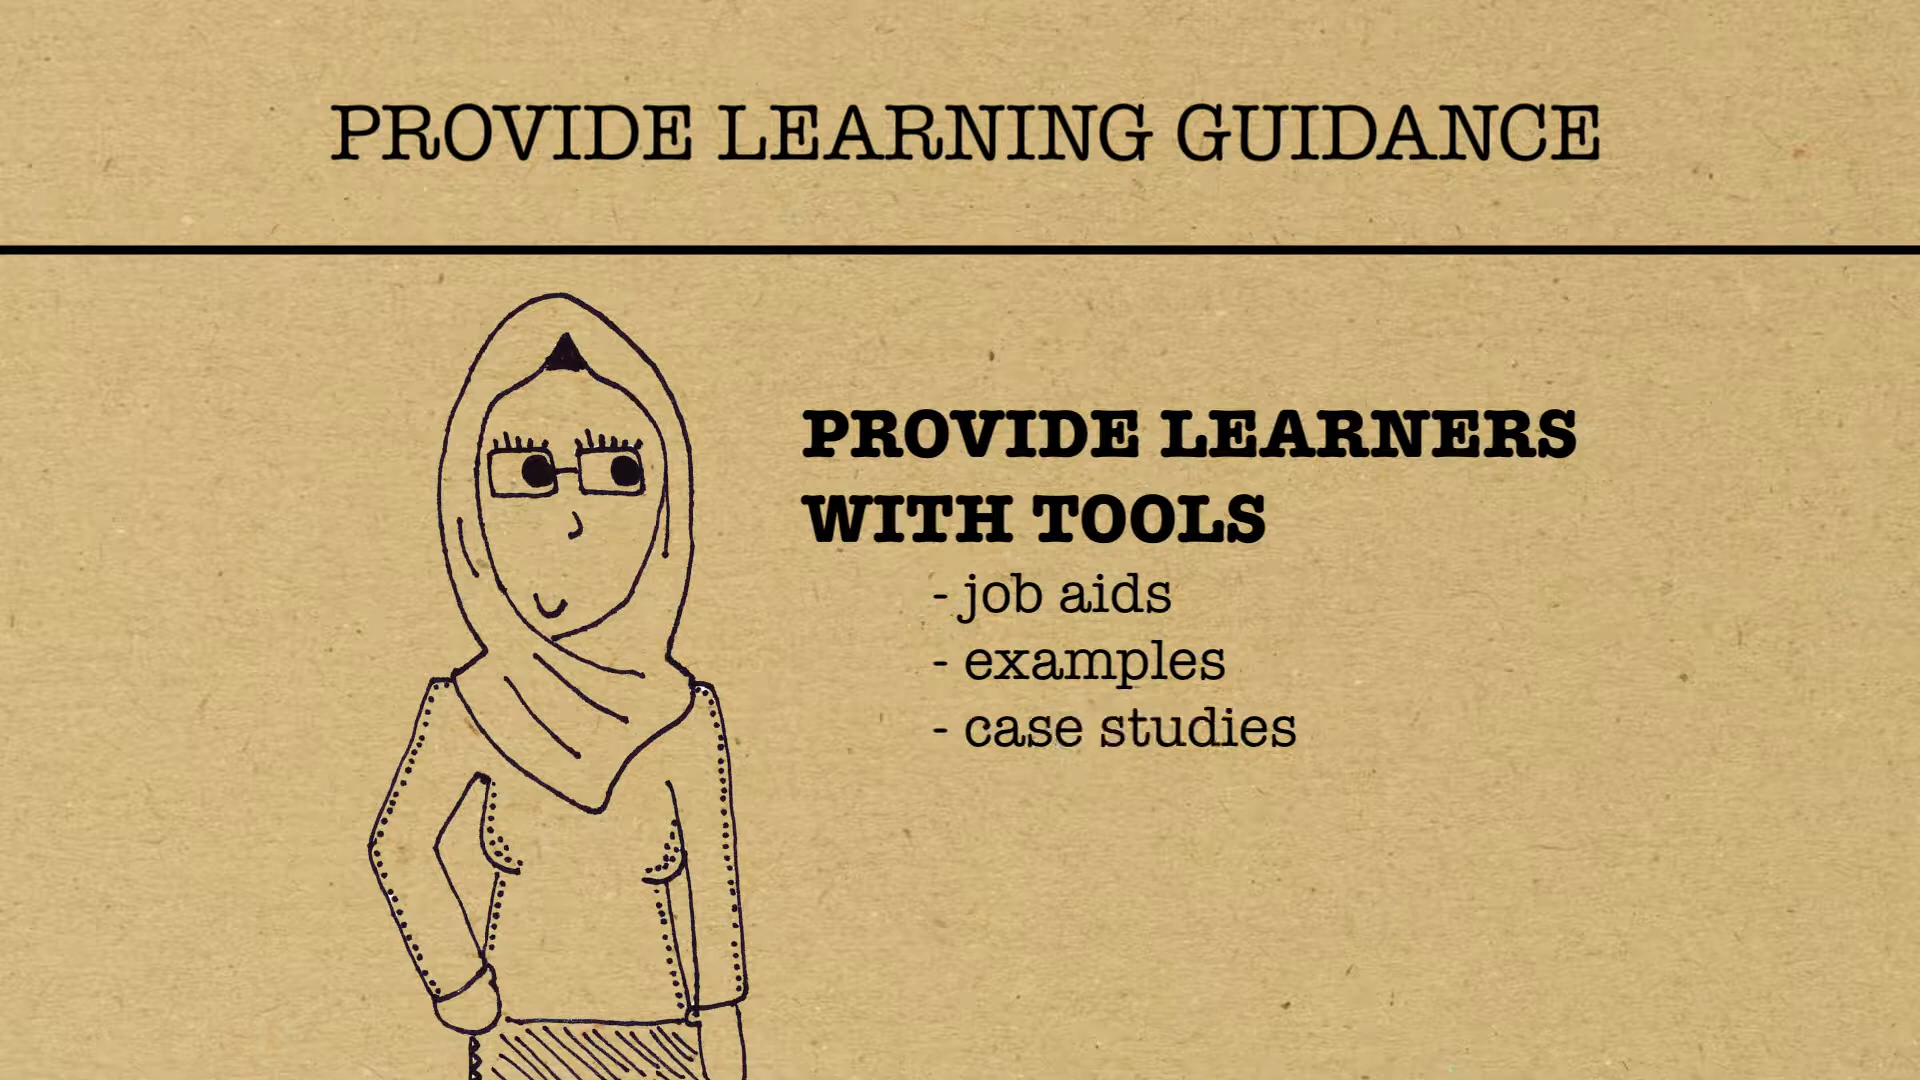 PROVIDE LEARNING GUIDANCE
PROVIDE LEARNERS
WITH TOOLS
- job aids
- examples
- case studies